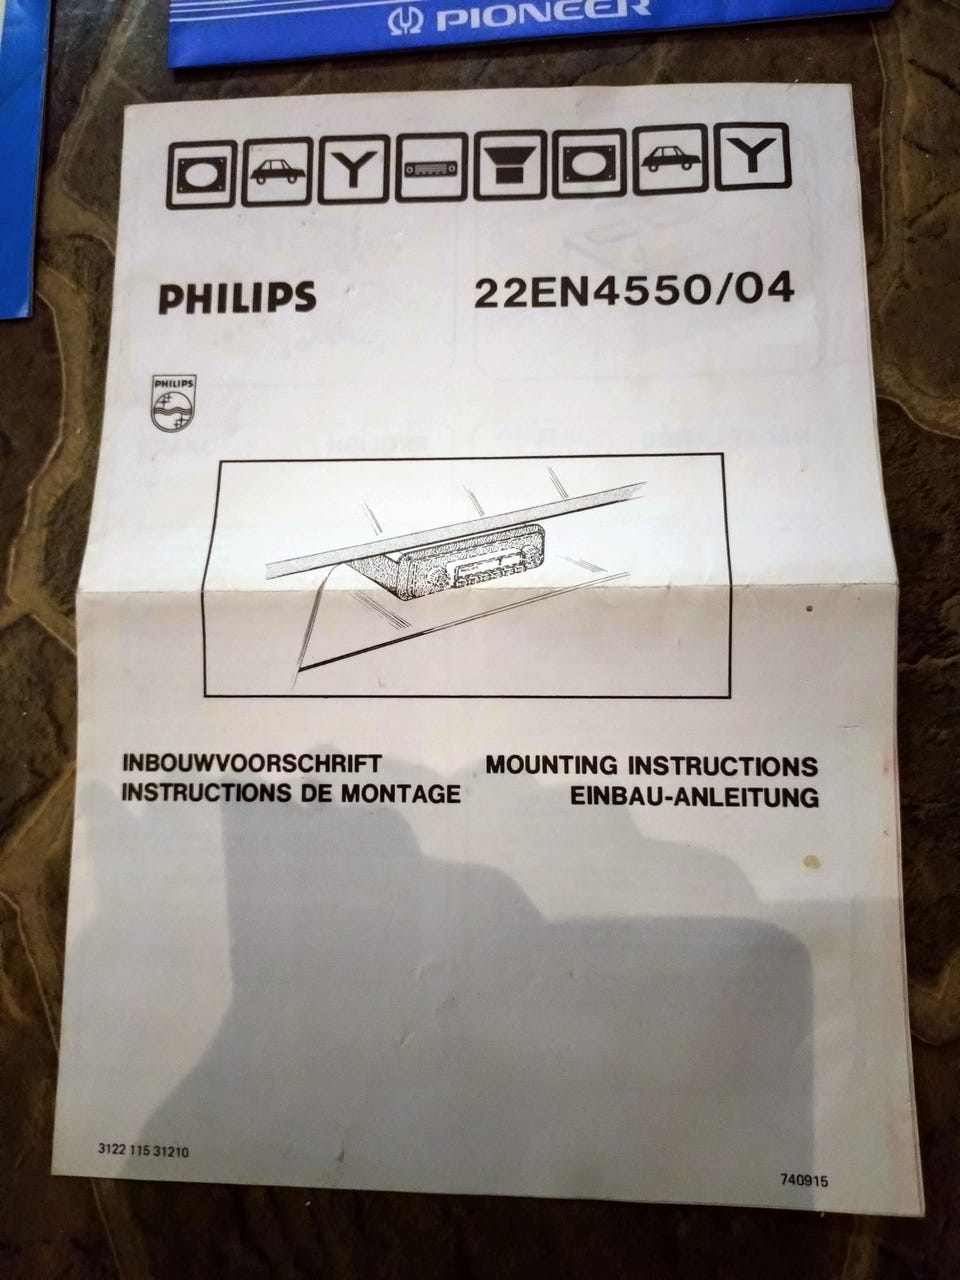 PIONEER
PHILIPS 22EN4550/04
PHILIPS
INBOUWVOORSCHRIFT MOUNTING INSTRUCTIONS
INSTRUCTIONS DE MONTAGE EINBAU-ANLEITUNG
3122 115 31210
740915